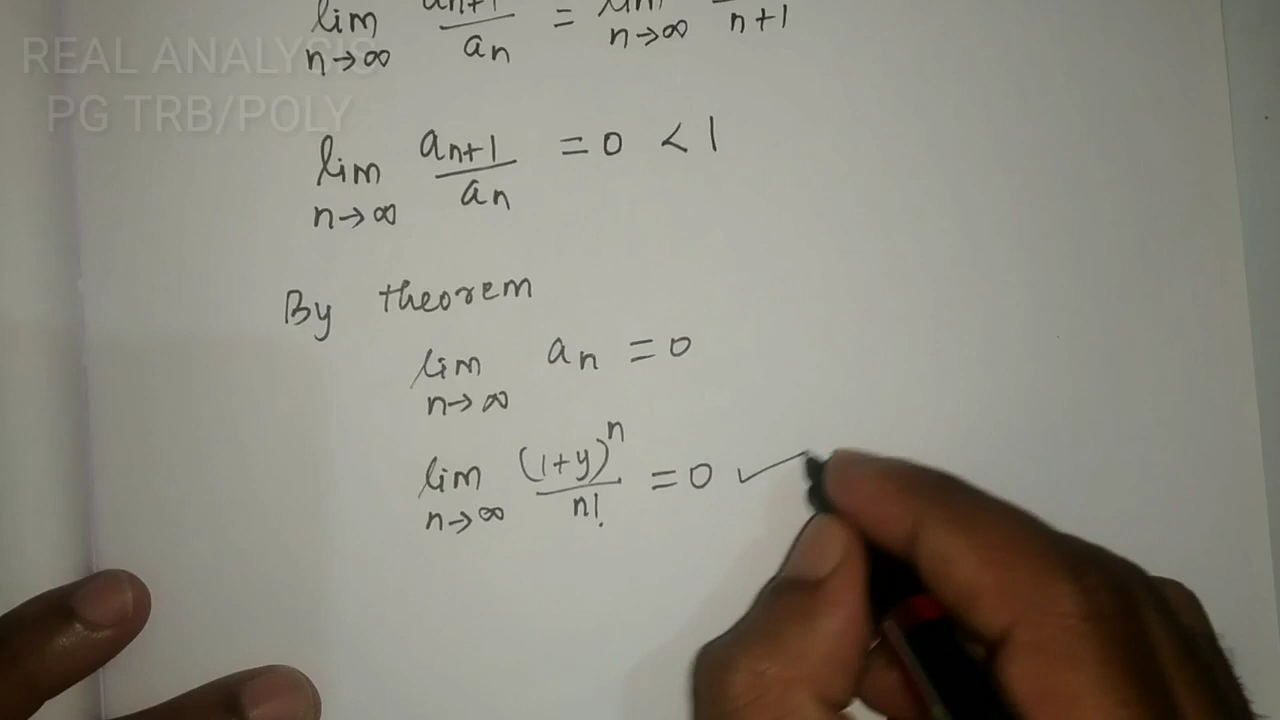 REAL ANALYSIS
PG TRB/POLY
lim n→∞ an+1/an = lim n→∞ /n+1
lim n→∞ an+1/an = 0 < 1
By theorem
lim n→∞ an = 0
lim n→∞ (1+y)^n/n! = 0 ✓